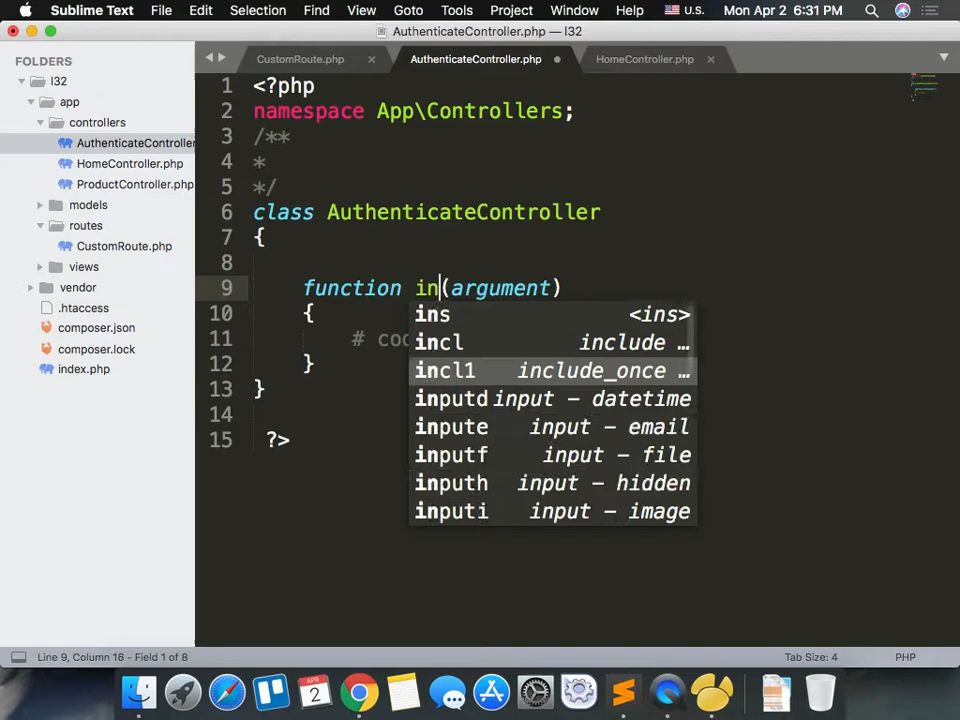 Sublime Text File Edit Selection Find Goto Tools Project Window Help U.S. Mon Apr 2 6:31 PM
AuthenticateController.php — l32
FOLDERS
l32
app
controllers
AuthenticateController
HomeController.php
ProductController.php
models
routes
CustomRoute.php
views
vendor
.htaccess
composer.json
composer.lock
index.php
CustomRoute.php × AuthenticateController.php HomeController.php ×
1 <?php
2 namespace App\Controllers;
3 /**
4 *
5 */
6 class AuthenticateController
7 {
8
9 function in(argument)
10 {
11 # coo
12 }
13 }
14
15 ?>
ins <ins>
incl include …
incl1 include_once …
inputd input – datetime
inpute input – email
inputf input – file
inputh input – hidden
inputi input – image
Line 9, Column 16 - Field 1 of 8 Tab Size: 4 PHP
APR
2